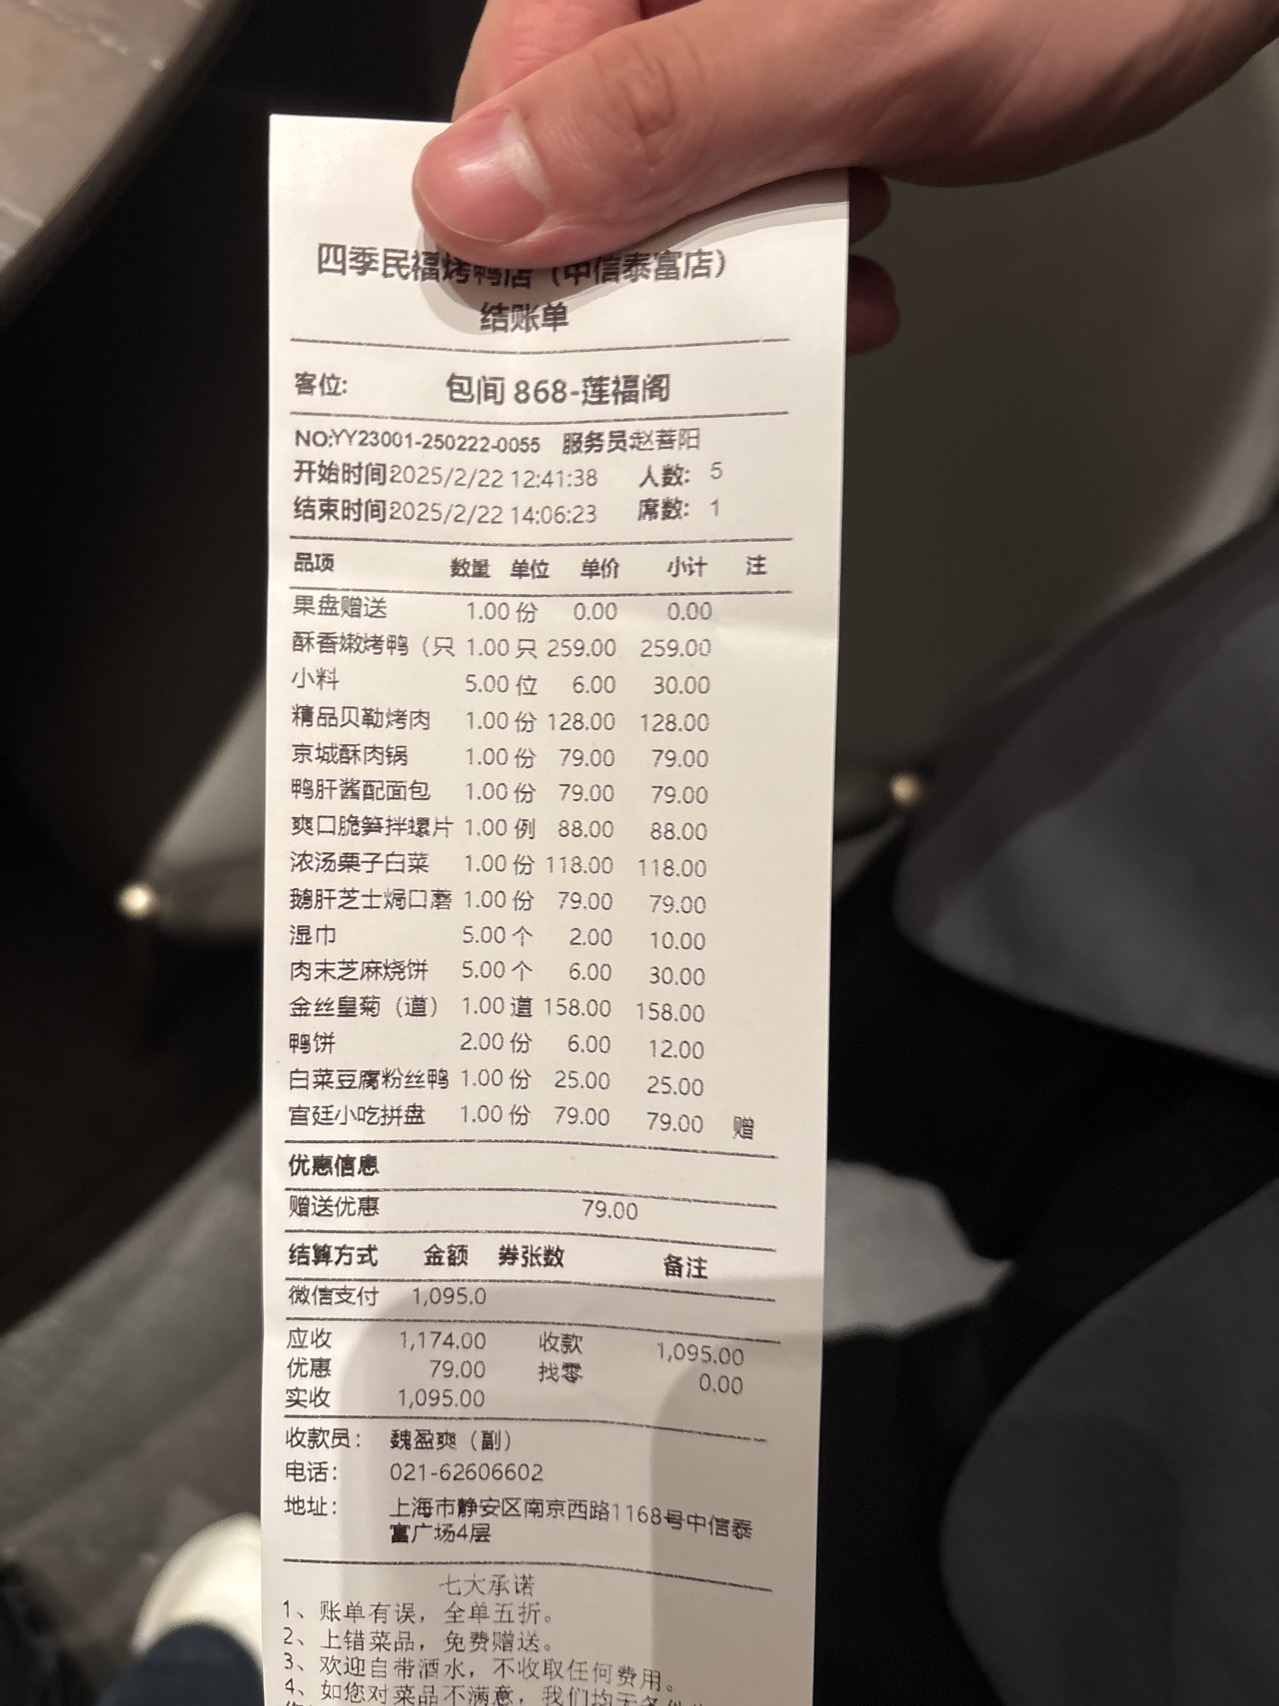 四季民福烤鸭店（中信泰富店）
结账单
客位: 包间 868-莲福阁
NO:YY23001-250222-0055 服务员:赵善阳
开始时间2025/2/22 12:41:38 人数: 5
结束时间2025/2/22 14:06:23 席数: 1
品项 数量 单位 单价 小计 注
果盘赠送 1.00 份 0.00 0.00
酥香嫩烤鸭（只 1.00 只 259.00 259.00
小料 5.00 位 6.00 30.00
精品贝勒烤肉 1.00 份 128.00 128.00
京城酥肉锅 1.00 份 79.00 79.00
鸭肝酱配面包 1.00 份 79.00 79.00
爽口脆笋拌螺片 1.00 例 88.00 88.00
浓汤栗子白菜 1.00 份 118.00 118.00
鹅肝芝士焗口蘑 1.00 份 79.00 79.00
湿巾 5.00 个 2.00 10.00
肉末芝麻烧饼 5.00 个 6.00 30.00
金丝皇菊（道） 1.00 道 158.00 158.00
鸭饼 2.00 份 6.00 12.00
白菜豆腐粉丝鸭 1.00 份 25.00 25.00
宫廷小吃拼盘 1.00 份 79.00 79.00 赠
优惠信息
赠送优惠 79.00
结算方式 金额 券张数 备注
微信支付 1,095.0
应收 1,174.00 收款 1,095.00
优惠 79.00 找零 0.00
实收 1,095.00
收款员: 魏盈爽（副）
电话: 021-62606602
地址: 上海市静安区南京西路1168号中信泰
富广场4层
七大承诺
1、账单有误，全单五折。
2、上错菜品，免费赠送。
3、欢迎自带酒水，不收取任何费用。
4、如您对菜品不满意，我们均无条件